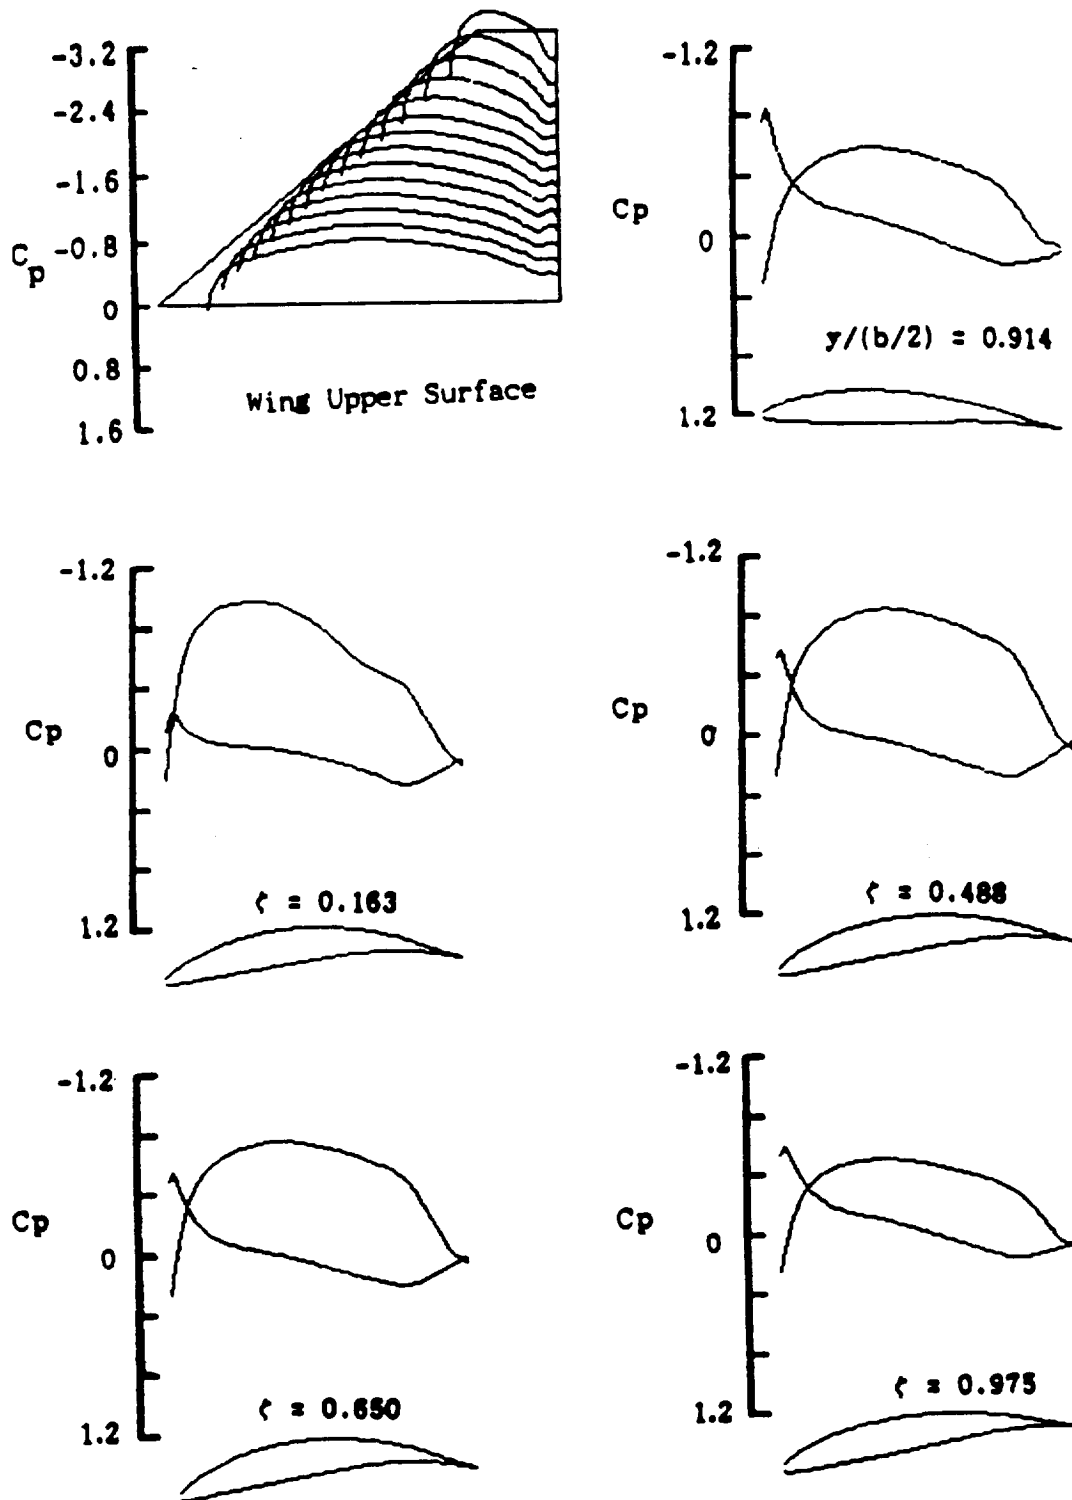 -3.2
-2.4
-1.6
-0.8
Cp
0
0.8
1.6
Wing Upper Surface
-1.2
Cp
0
y/(b/2) = 0.914
1.2
-1.2
Cp
0
ζ = 0.163
1.2
-1.2
Cp
0
ζ = 0.488
1.2
-1.2
Cp
0
ζ = 0.650
1.2
-1.2
Cp
0
ζ = 0.975
1.2